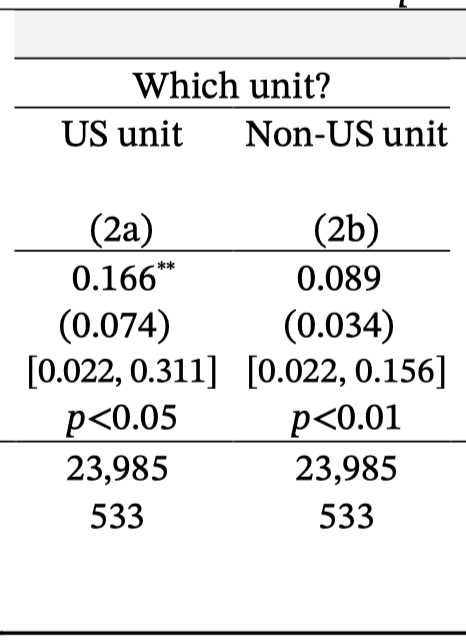 Which unit?
US unit Non-US unit
(2a) (2b)
0.166** 0.089
(0.074) (0.034)
[0.022, 0.311] [0.022, 0.156]
p<0.05 p<0.01
23,985 23,985
533 533